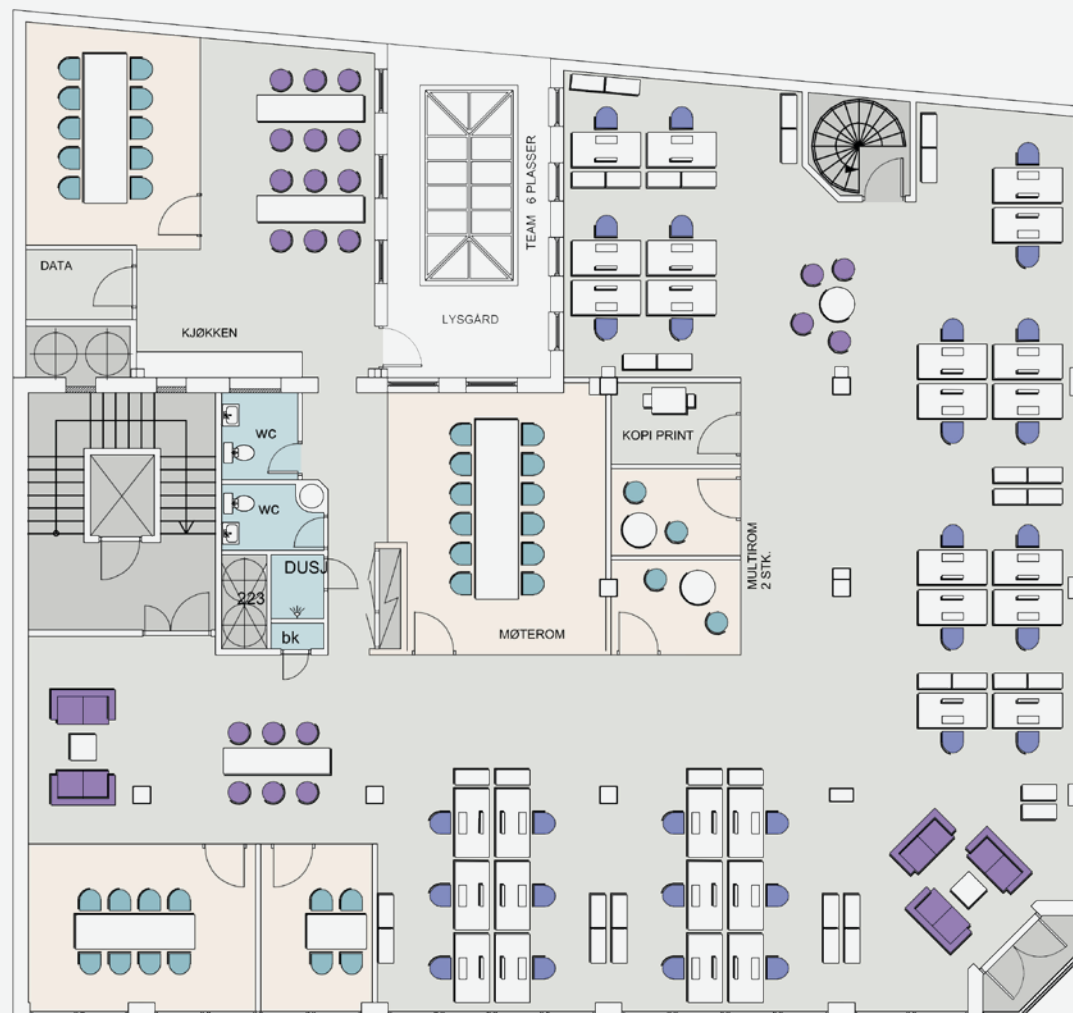 TEAM 6 PLASSER
DATA
LYSGÅRD
KJØKKEN
WC
KOPI PRINT
WC
MULTIROM
2 STK.
DUSJ
223
MØTEROM
bk